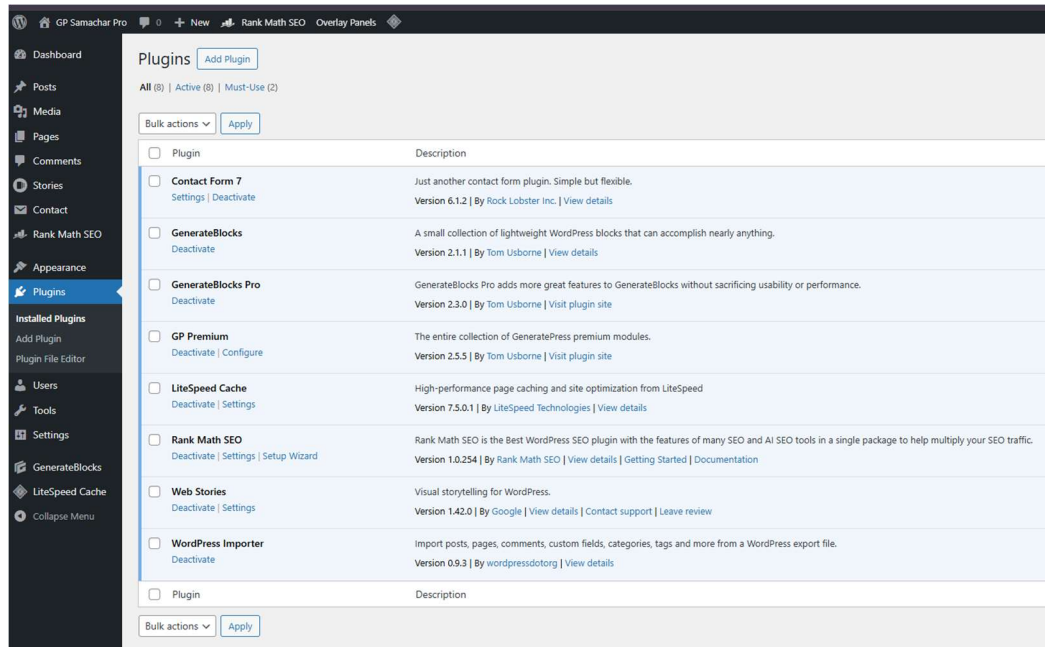 GP Samachar Pro 0 New Rank Math SEO Overlay Panels
Dashboard
Posts
Media
Pages
Comments
Stories
Contact
Rank Math SEO
Appearance
Plugins
Installed Plugins
Add Plugin
Plugin File Editor
Users
Tools
Settings
GenerateBlocks
LiteSpeed Cache
Collapse Menu
Plugins Add Plugin
All (8) | Active (8) | Must-Use (2)
Bulk actions Apply
Plugin Description
Contact Form 7 Just another contact form plugin. Simple but flexible.
Settings | Deactivate Version 6.1.2 | By Rock Lobster Inc. | View details
GenerateBlocks A small collection of lightweight WordPress blocks that can accomplish nearly anything.
Deactivate Version 2.1.1 | By Tom Usborne | View details
GenerateBlocks Pro GenerateBlocks Pro adds more great features to GenerateBlocks without sacrificing usability or performance.
Deactivate Version 2.3.0 | By Tom Usborne | Visit plugin site
GP Premium The entire collection of GeneratePress premium modules.
Deactivate | Configure Version 2.5.5 | By Tom Usborne | Visit plugin site
LiteSpeed Cache High-performance page caching and site optimization from LiteSpeed
Deactivate | Settings Version 7.5.0.1 | By LiteSpeed Technologies | View details
Rank Math SEO Rank Math SEO is the Best WordPress SEO plugin with the features of many SEO and AI SEO tools in a single package to help multiply your SEO traffic.
Deactivate | Settings | Setup Wizard Version 1.0.254 | By Rank Math SEO | View details | Getting Started | Documentation
Web Stories Visual storytelling for WordPress.
Deactivate | Settings Version 1.42.0 | By Google | View details | Contact support | Leave review
WordPress Importer Import posts, pages, comments, custom fields, categories, tags and more from a WordPress export file.
Deactivate Version 0.9.3 | By wordpressdotorg | View details
Plugin Description
Bulk actions Apply